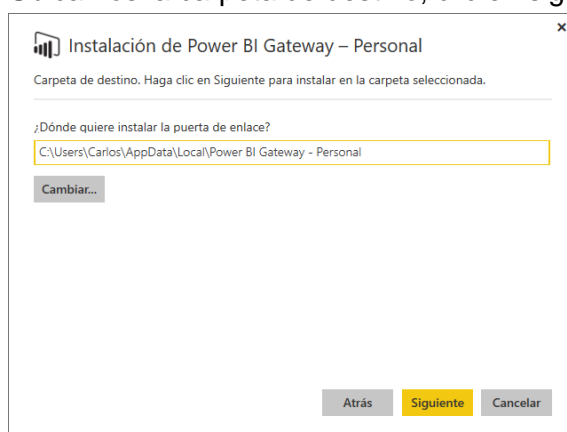 ×
Instalación de Power BI Gateway – Personal
Carpeta de destino. Haga clic en Siguiente para instalar en la carpeta seleccionada.
¿Dónde quiere instalar la puerta de enlace?
C:\Users\Carlos\AppData\Local\Power BI Gateway - Personal
Cambiar...
Atrás Siguiente Cancelar